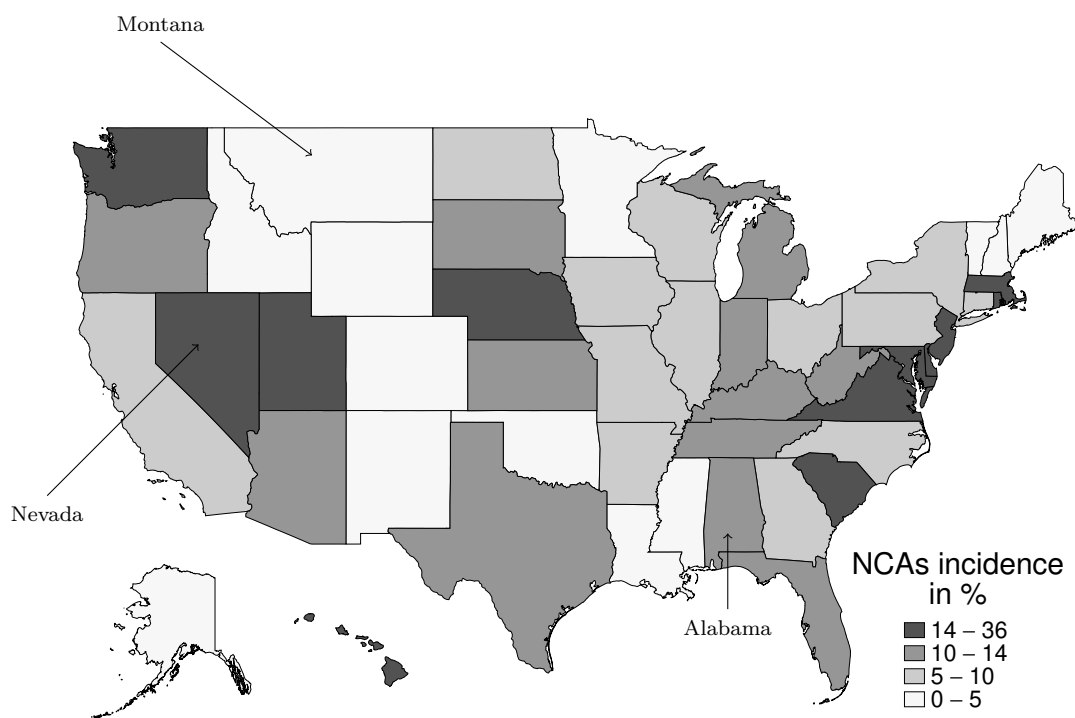 Montana
Nevada
Alabama
NCAs incidence
in %
14 – 36
10 – 14
5 – 10
0 – 5